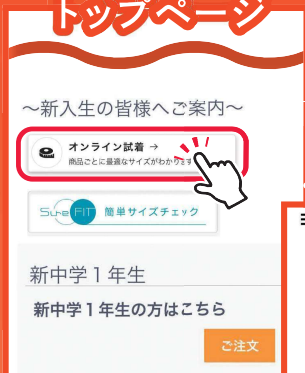 トップページ
～新入生の皆様へご案内～
オンライン試着 →
商品ごとに最適なサイズがわかります
SureFIT 簡単サイズチェック
新中学１年生
新中学１年生の方はこちら
ご注文